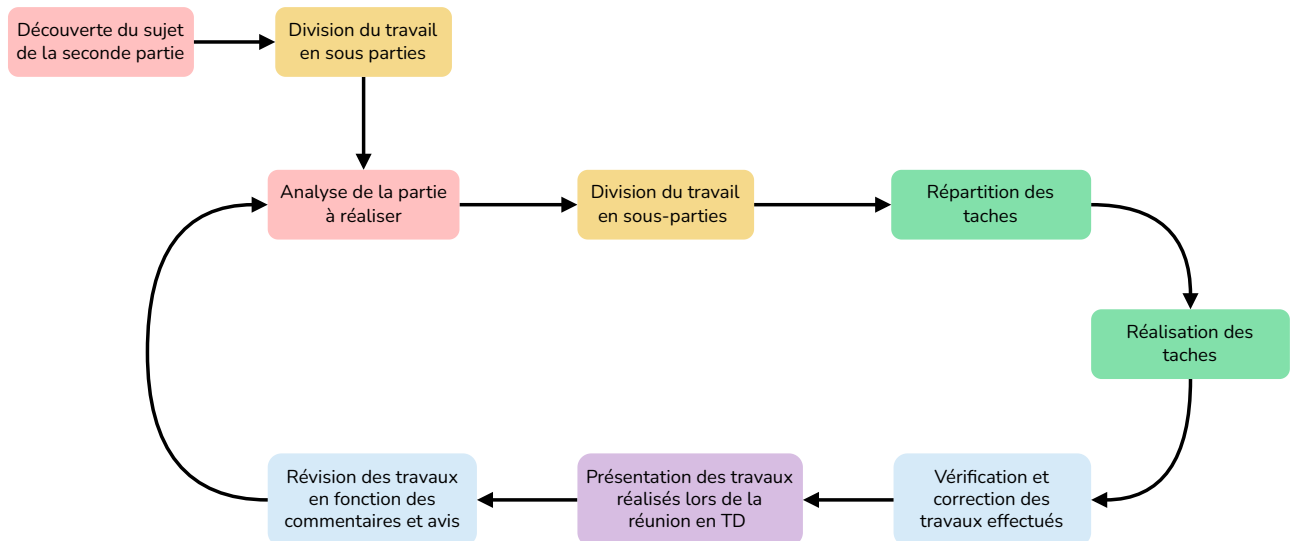 Découverte du sujet
de la seconde partie
Division du travail
en sous parties
Analyse de la partie
à réaliser
Division du travail
en sous-parties
Répartition des
taches
Réalisation des
taches
Vérification et
correction des
travaux effectués
Présentation des travaux
réalisés lors de la
réunion en TD
Révision des travaux
en fonction des
commentaires et avis